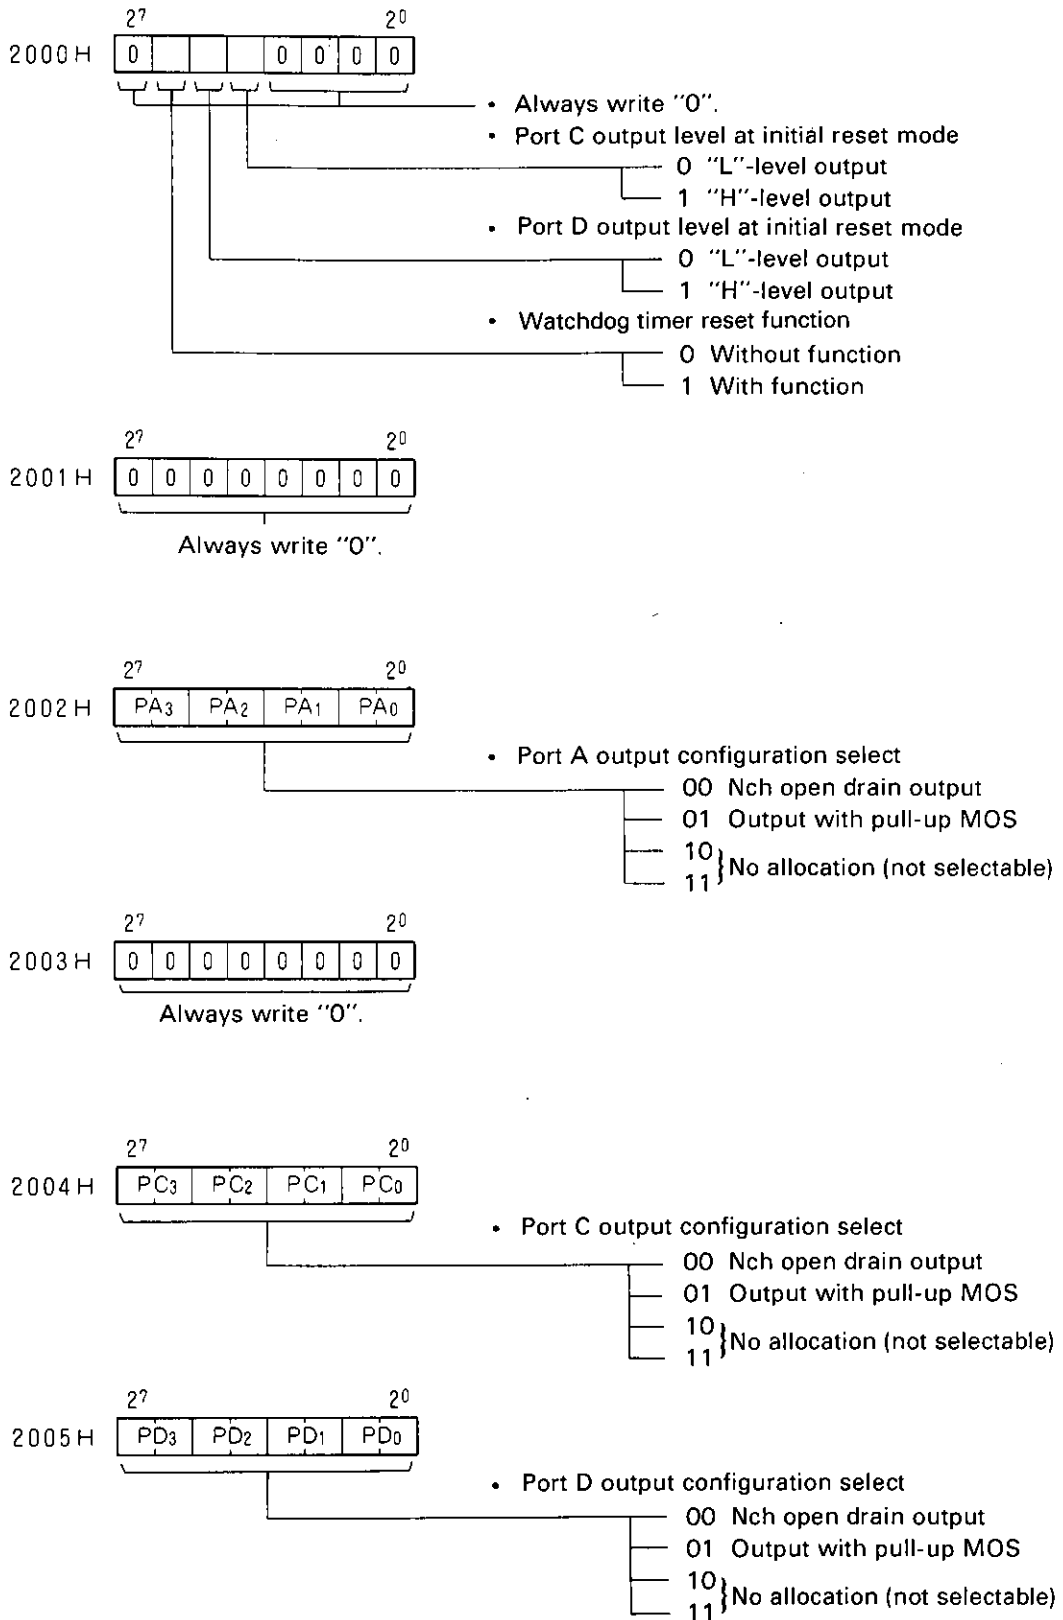 2⁷ 2⁰
2000H 0 0 0 0 0
• Always write "0".
• Port C output level at initial reset mode
0 "L"-level output
1 "H"-level output
• Port D output level at initial reset mode
0 "L"-level output
1 "H"-level output
• Watchdog timer reset function
0 Without function
1 With function
2⁷ 2⁰
2001H 0 0 0 0 0 0 0 0
Always write "0".
2⁷ 2⁰
2002H PA₃ PA₂ PA₁ PA₀
• Port A output configuration select
00 Nch open drain output
01 Output with pull-up MOS
10
11 } No allocation (not selectable)
2⁷ 2⁰
2003H 0 0 0 0 0 0 0 0
Always write "0".
2⁷ 2⁰
2004H PC₃ PC₂ PC₁ PC₀
• Port C output configuration select
00 Nch open drain output
01 Output with pull-up MOS
10
11 } No allocation (not selectable)
2⁷ 2⁰
2005H PD₃ PD₂ PD₁ PD₀
• Port D output configuration select
00 Nch open drain output
01 Output with pull-up MOS
10
11 } No allocation (not selectable)